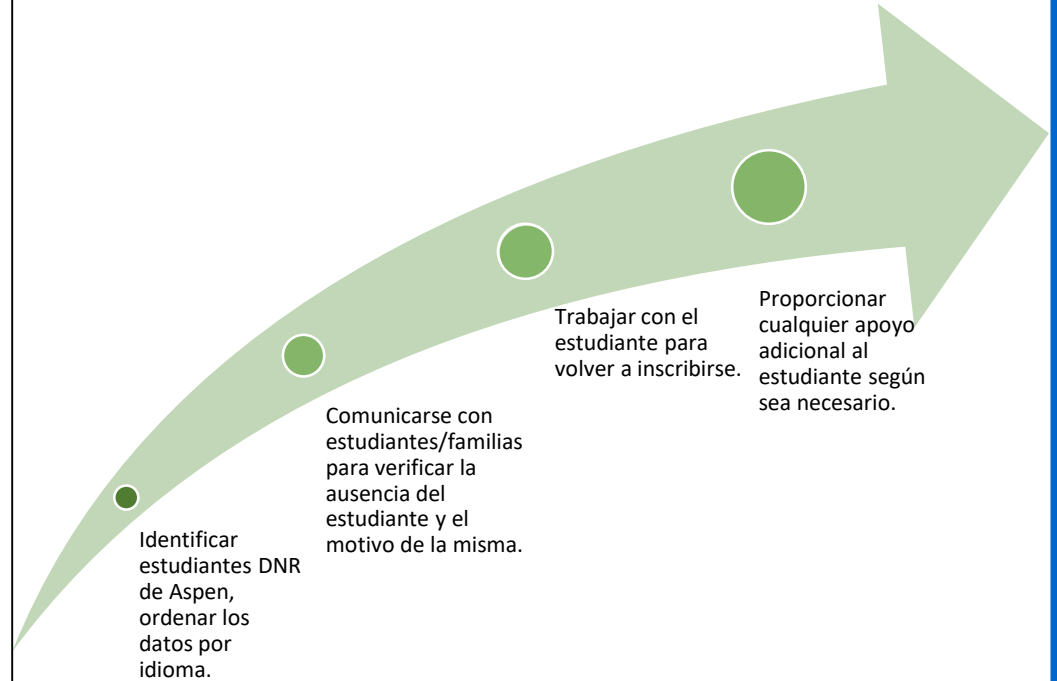 Identificar
estudiantes DNR
de Aspen,
ordenar los
datos por
idioma.
Comunicarse con
estudiantes/familias
para verificar la
ausencia del
estudiante y el
motivo de la misma.
Trabajar con el
estudiante para
volver a inscribirse.
Proporcionar
cualquier apoyo
adicional al
estudiante según
sea necesario.